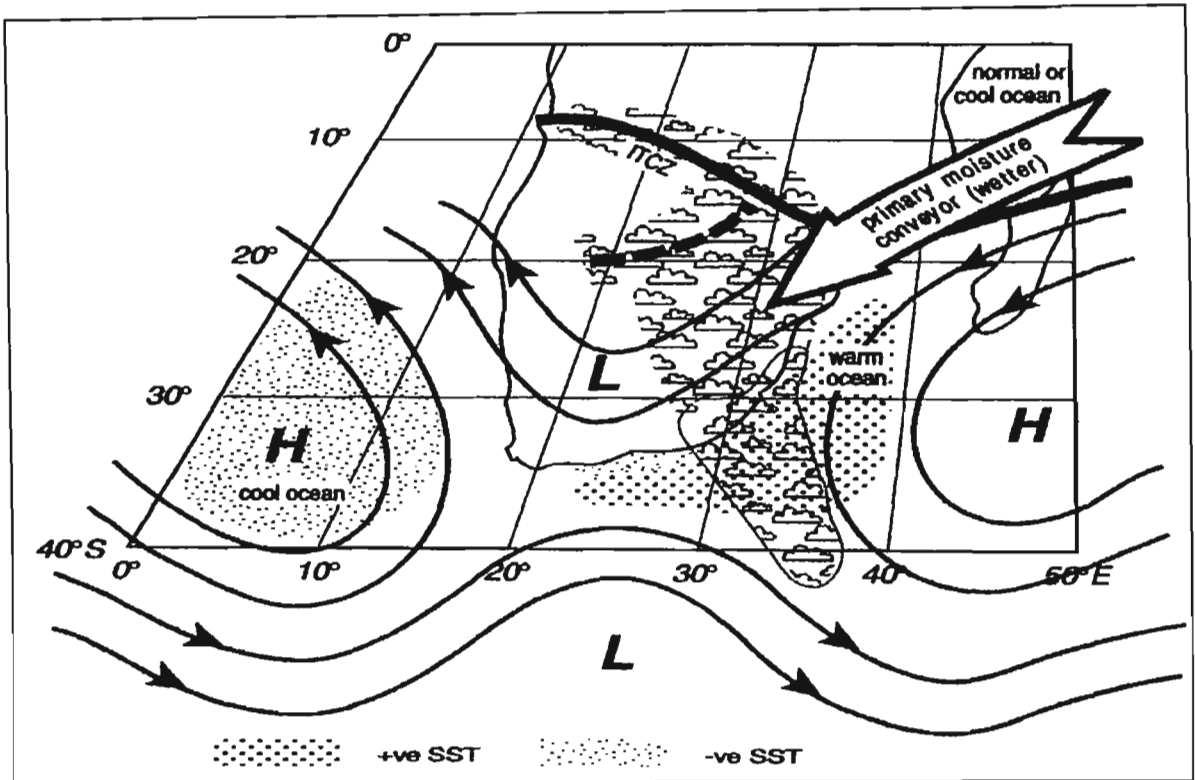 0°
normal or
cool ocean
10°
ITCZ
primary moisture
conveyor (wetter)
20°
L
warm
ocean
30°
H
H
cool ocean
40°S
0°
10°
20°
30°
40°
50°E
L
+ve SST
-ve SST